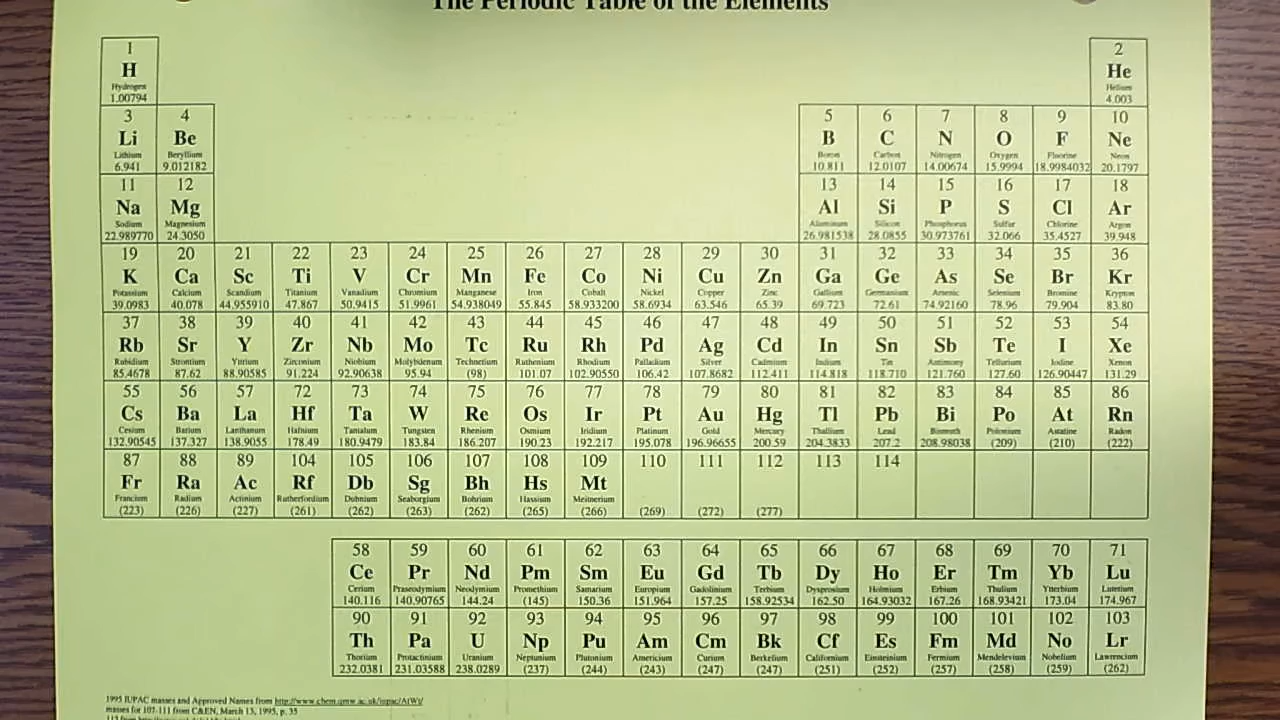 The Periodic Table of the Elements
1 2
H He
Hydrogen Helium
1.00794 4.003
3 4 5 6 7 8 9 10
Li Be B C N O F Ne
Lithium Beryllium Boron Carbon Nitrogen Oxygen Fluorine Neon
6.941 9.012182 10.811 12.0107 14.00674 15.9994 18.9984032 20.1797
11 12 13 14 15 16 17 18
Na Mg Al Si P S Cl Ar
Sodium Magnesium Aluminum Silicon Phosphorus Sulfur Chlorine Argon
22.989770 24.3050 26.981538 28.0855 30.973761 32.066 35.4527 39.948
19 20 21 22 23 24 25 26 27 28 29 30 31 32 33 34 35 36
K Ca Sc Ti V Cr Mn Fe Co Ni Cu Zn Ga Ge As Se Br Kr
Potassium Calcium Scandium Titanium Vanadium Chromium Manganese Iron Cobalt Nickel Copper Zinc Gallium Germanium Arsenic Selenium Bromine Krypton
39.0983 40.078 44.955910 47.867 50.9415 51.9961 54.938049 55.845 58.933200 58.6934 63.546 65.39 69.723 72.61 74.92160 78.96 79.904 83.80
37 38 39 40 41 42 43 44 45 46 47 48 49 50 51 52 53 54
Rb Sr Y Zr Nb Mo Tc Ru Rh Pd Ag Cd In Sn Sb Te I Xe
Rubidium Strontium Yttrium Zirconium Niobium Molybdenum Technetium Ruthenium Rhodium Palladium Silver Cadmium Indium Tin Antimony Tellurium Iodine Xenon
85.4678 87.62 88.90585 91.224 92.90638 95.94 (98) 101.07 102.90550 106.42 107.8682 112.411 114.818 118.710 121.760 127.60 126.90447 131.29
55 56 57 72 73 74 75 76 77 78 79 80 81 82 83 84 85 86
Cs Ba La Hf Ta W Re Os Ir Pt Au Hg Tl Pb Bi Po At Rn
Cesium Barium Lanthanum Hafnium Tantalum Tungsten Rhenium Osmium Iridium Platinum Gold Mercury Thallium Lead Bismuth Polonium Astatine Radon
132.90545 137.327 138.9055 178.49 180.9479 183.84 186.207 190.23 192.217 195.078 196.96655 200.59 204.3833 207.2 208.98038 (209) (210) (222)
87 88 89 104 105 106 107 108 109 110 111 112 113 114
Fr Ra Ac Rf Db Sg Bh Hs Mt
Francium Radium Actinium Rutherfordium Dubnium Seaborgium Bohrium Hassium Meitnerium
(223) (226) (227) (261) (262) (263) (262) (265) (266) (269) (272) (277)
58 59 60 61 62 63 64 65 66 67 68 69 70 71
Ce Pr Nd Pm Sm Eu Gd Tb Dy Ho Er Tm Yb Lu
Cerium Praseodymium Neodymium Promethium Samarium Europium Gadolinium Terbium Dysprosium Holmium Erbium Thulium Ytterbium Lutetium
140.116 140.90765 144.24 (145) 150.36 151.964 157.25 158.92534 162.50 164.93032 167.26 168.93421 173.04 174.967
90 91 92 93 94 95 96 97 98 99 100 101 102 103
Th Pa U Np Pu Am Cm Bk Cf Es Fm Md No Lr
Thorium Protactinium Uranium Neptunium Plutonium Americium Curium Berkelium Californium Einsteinium Fermium Mendelevium Nobelium Lawrencium
232.0381 231.03588 238.0289 (237) (244) (243) (247) (247) (251) (252) (257) (258) (259) (262)
1995 IUPAC masses and Approved Names from http://www.chem.qmw.ac.uk/iupac/AtWt/
masses for 107-111 from C&EN, March 13, 1995, p. 35